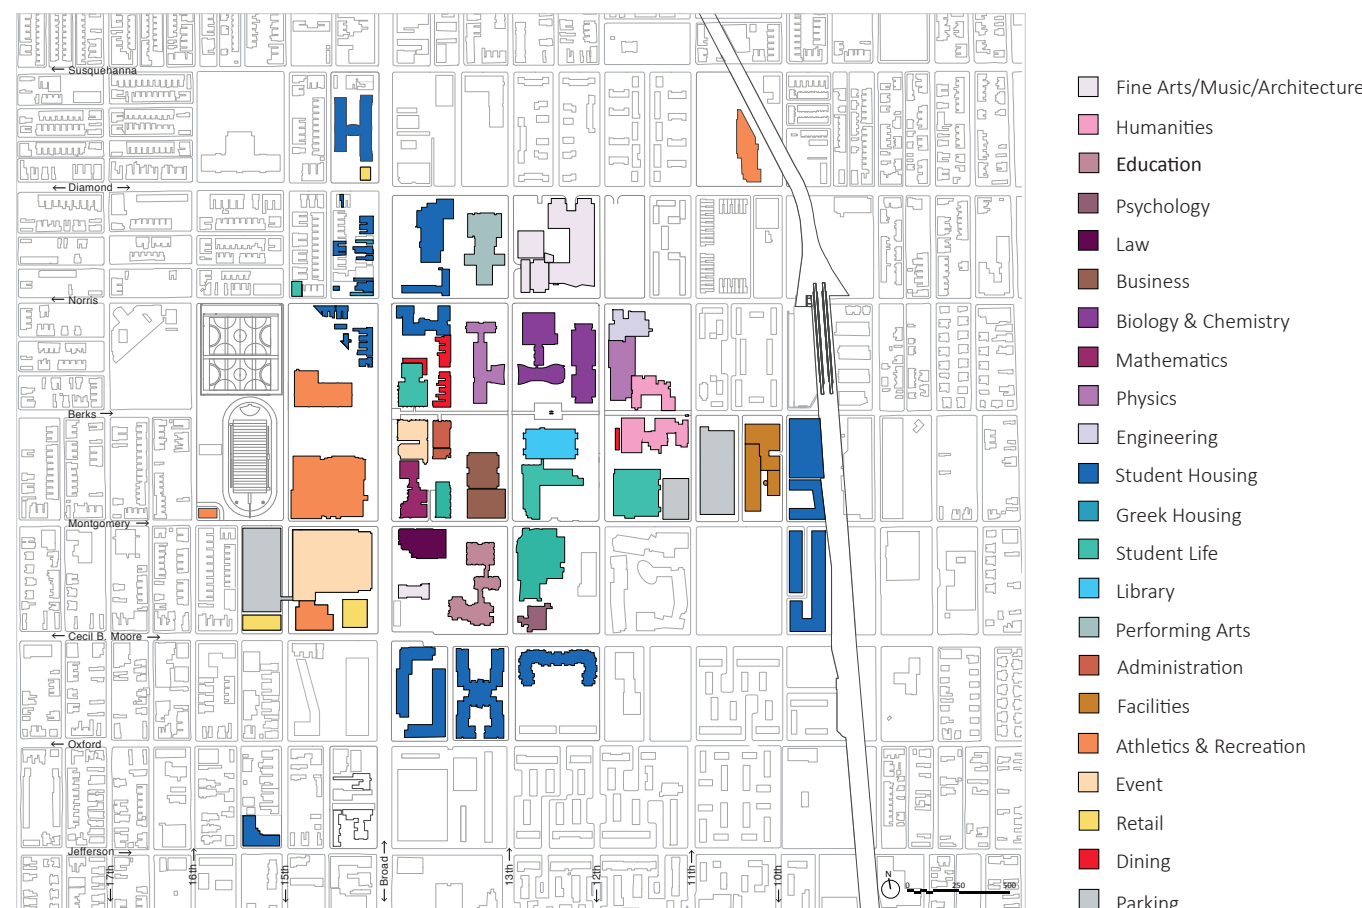 ← Susquehanna
← Diamond →
← Norris
Berks →
Montgomery →
← Cecil B. Moore →
← Oxford
Jefferson →
17th
16th
15th
Broad
13th
12th
11th
10th
N
0 250 500
Fine Arts/Music/Architecture
Humanities
Education
Psychology
Law
Business
Biology & Chemistry
Mathematics
Physics
Engineering
Student Housing
Greek Housing
Student Life
Library
Performing Arts
Administration
Facilities
Athletics & Recreation
Event
Retail
Dining
Parking